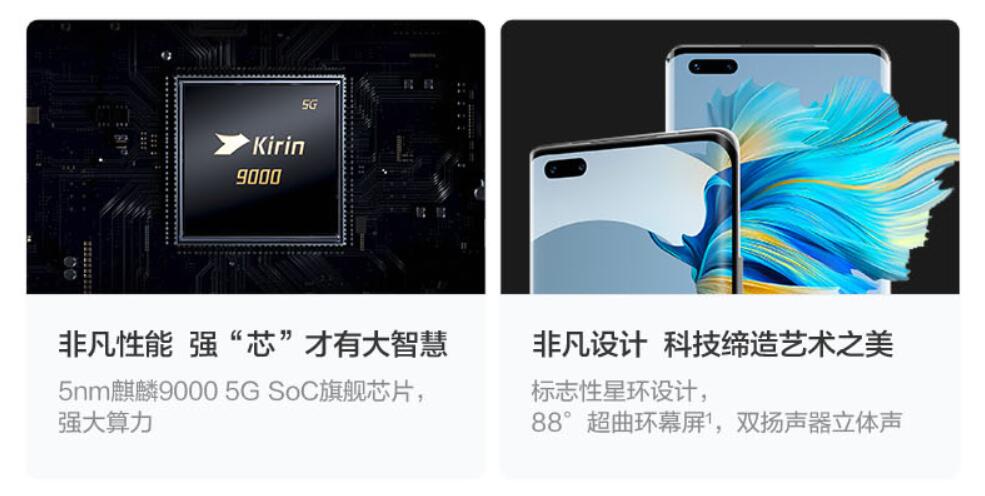 5G
Kirin
9000
非凡性能 强“芯”才有大智慧
5nm麒麟9000 5G SoC旗舰芯片，
强大算力
非凡设计 科技缔造艺术之美
标志性星环设计，
88°超曲环幕屏¹，双扬声器立体声